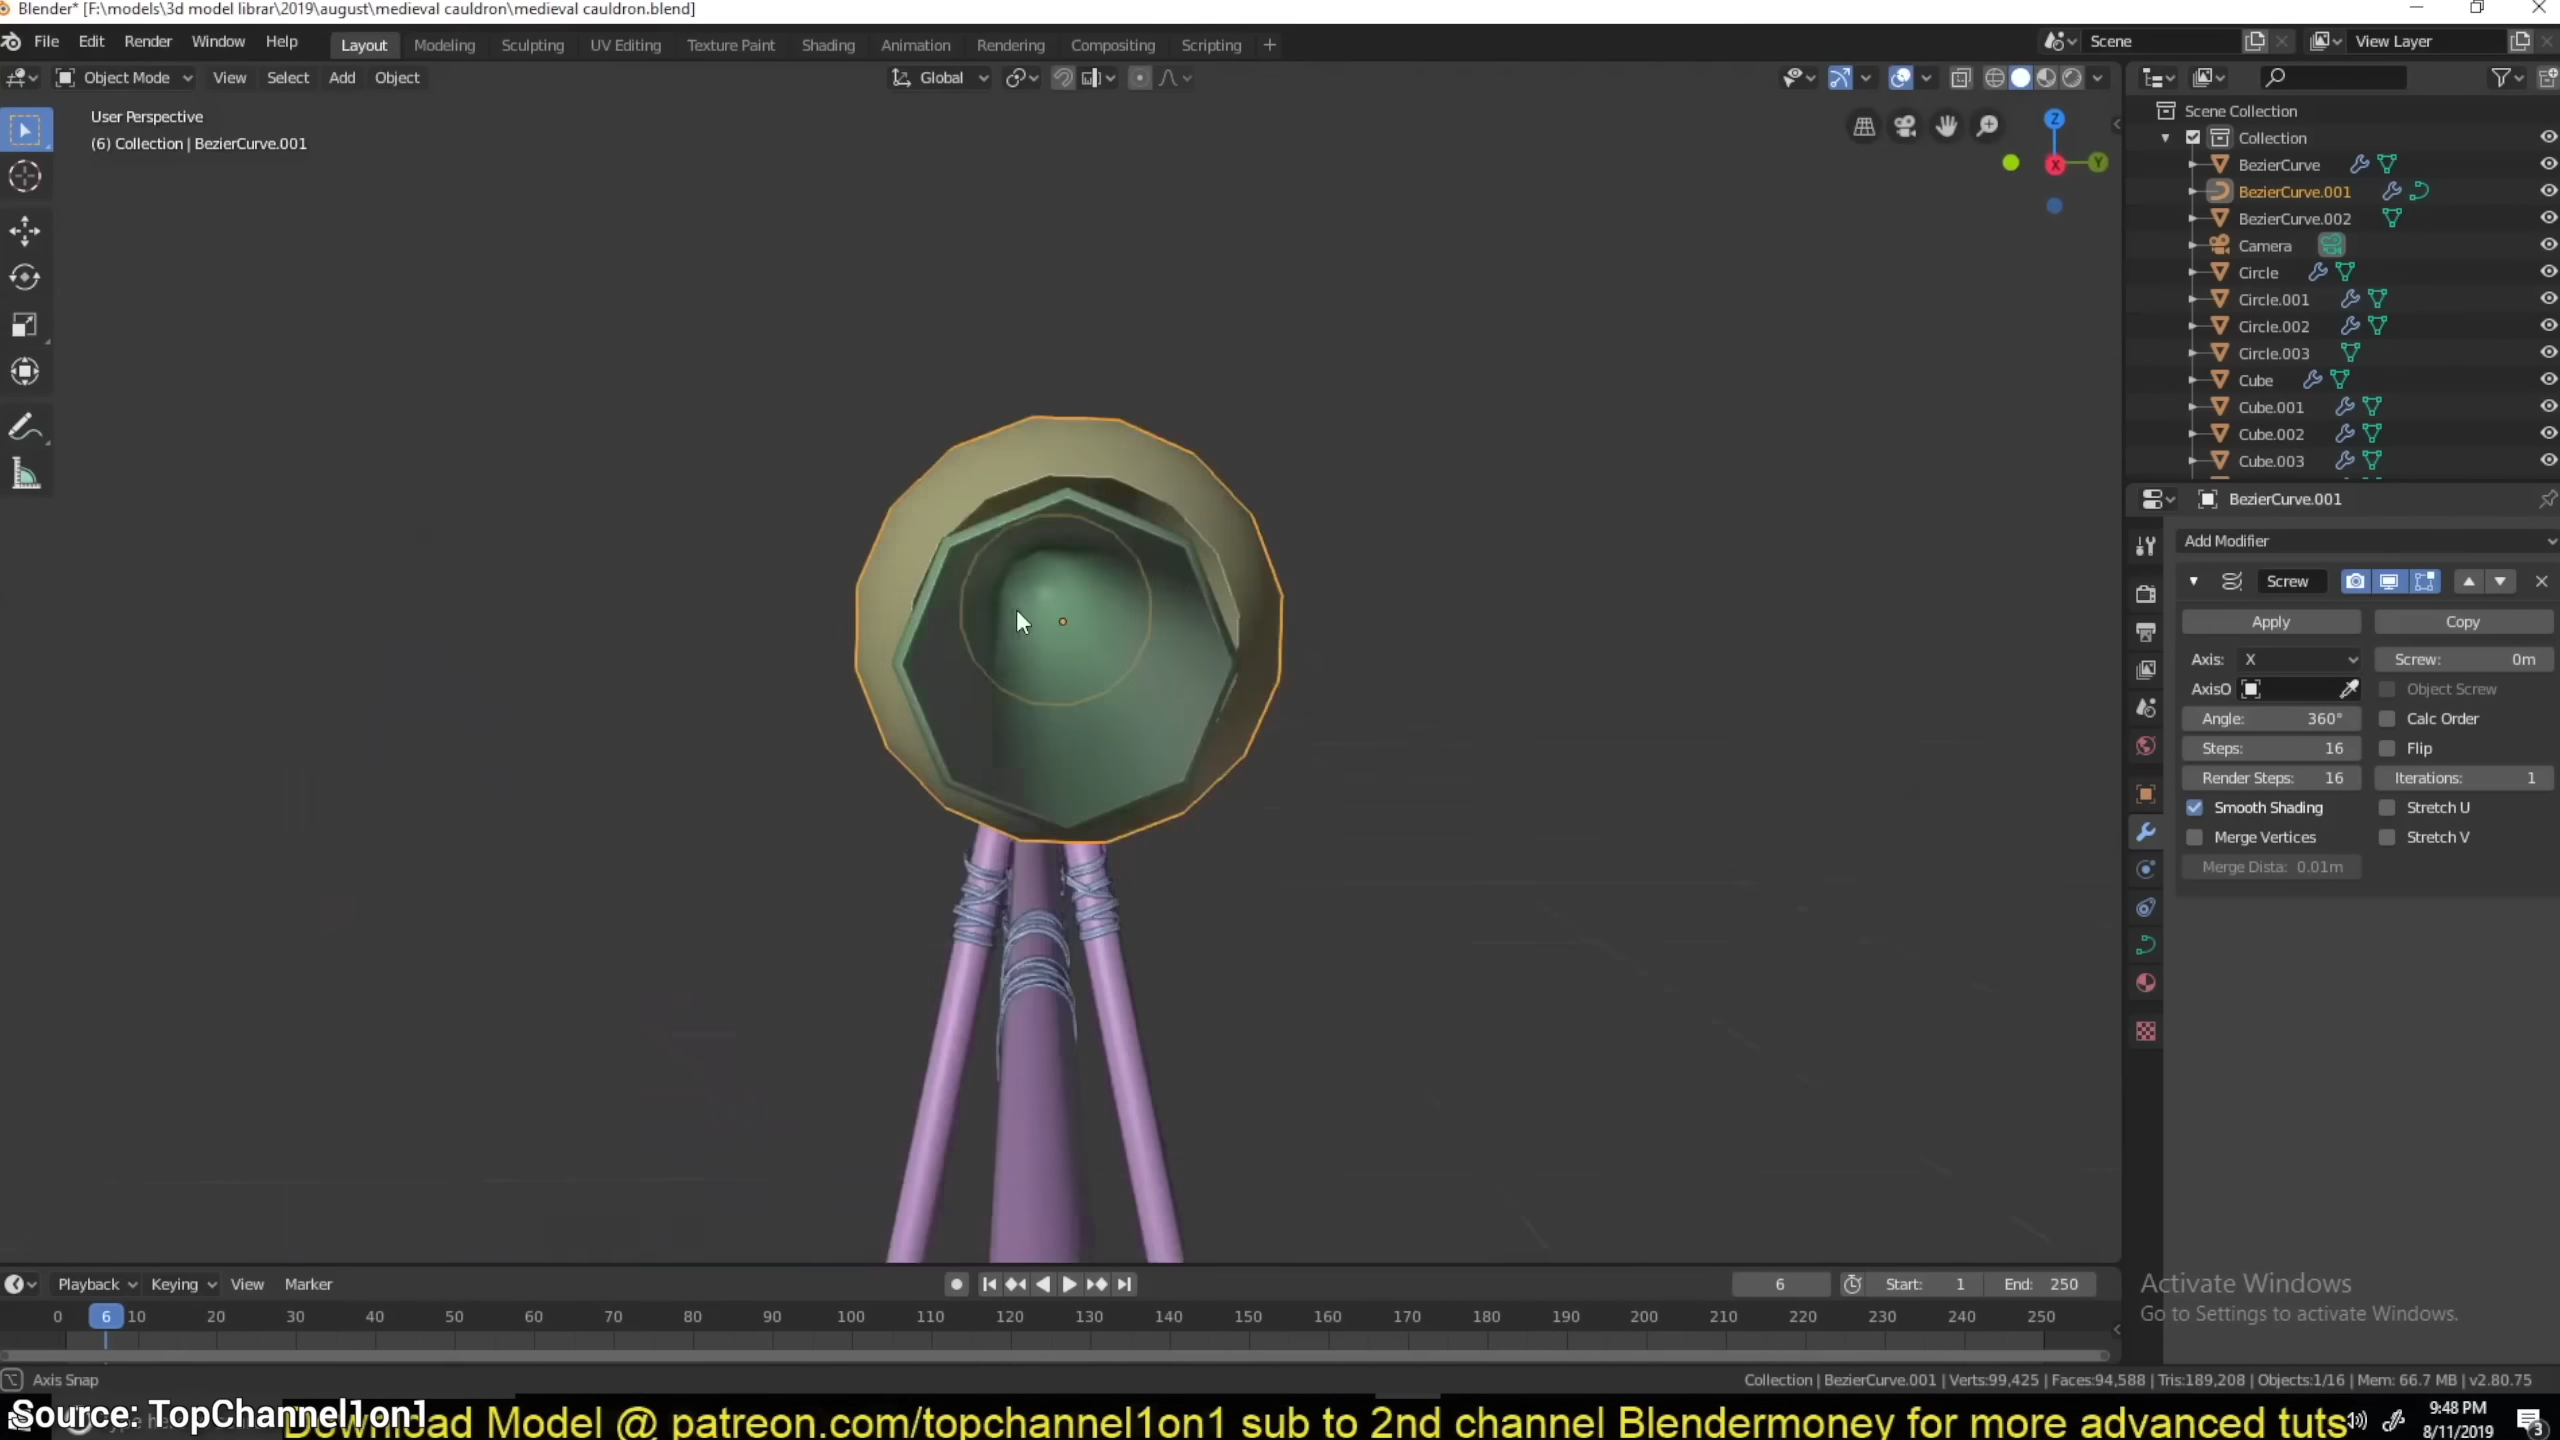 Blender* [F:\models\3d model librar\2019\august\medieval cauldron\medieval cauldron.blend]
File Edit Render Window Help Layout Modeling Sculpting UV Editing Texture Paint Shading Animation Rendering Compositing Scripting + Scene View Layer
Object Mode View Select Add Object Global
User Perspective
(6) Collection | BezierCurve.001
Z
Y
X
Scene Collection
Collection
BezierCurve
BezierCurve.001
BezierCurve.002
Camera
Circle
Circle.001
Circle.002
Circle.003
Cube
Cube.001
Cube.002
Cube.003
BezierCurve.001
Add Modifier
Screw
Apply Copy
Axis: X Screw: 0m
AxisO Object Screw
Angle: 360° Calc Order
Steps: 16 Flip
Render Steps: 16 Iterations: 1
Smooth Shading Stretch U
Merge Vertices Stretch V
Merge Dista: 0.01m
Activate Windows
Go to Settings to activate Windows.
Playback Keying View Marker 6 Start: 1 End: 250
0 6 10 20 30 40 50 60 70 80 90 100 110 120 130 140 150 160 170 180 190 200 210 220 230 240 250
Axis Snap
Collection | BezierCurve.001 | Verts:99,425 | Faces:94,588 | Tris:189,208 | Objects:1/16 | Mem: 66.7 MB | v2.80.75
Source: TopChannel1on1
Download Model @ patreon.com/topchannel1on1 sub to 2nd channel Blendermoney for more advanced tuts
9:48 PM
8/11/2019
3